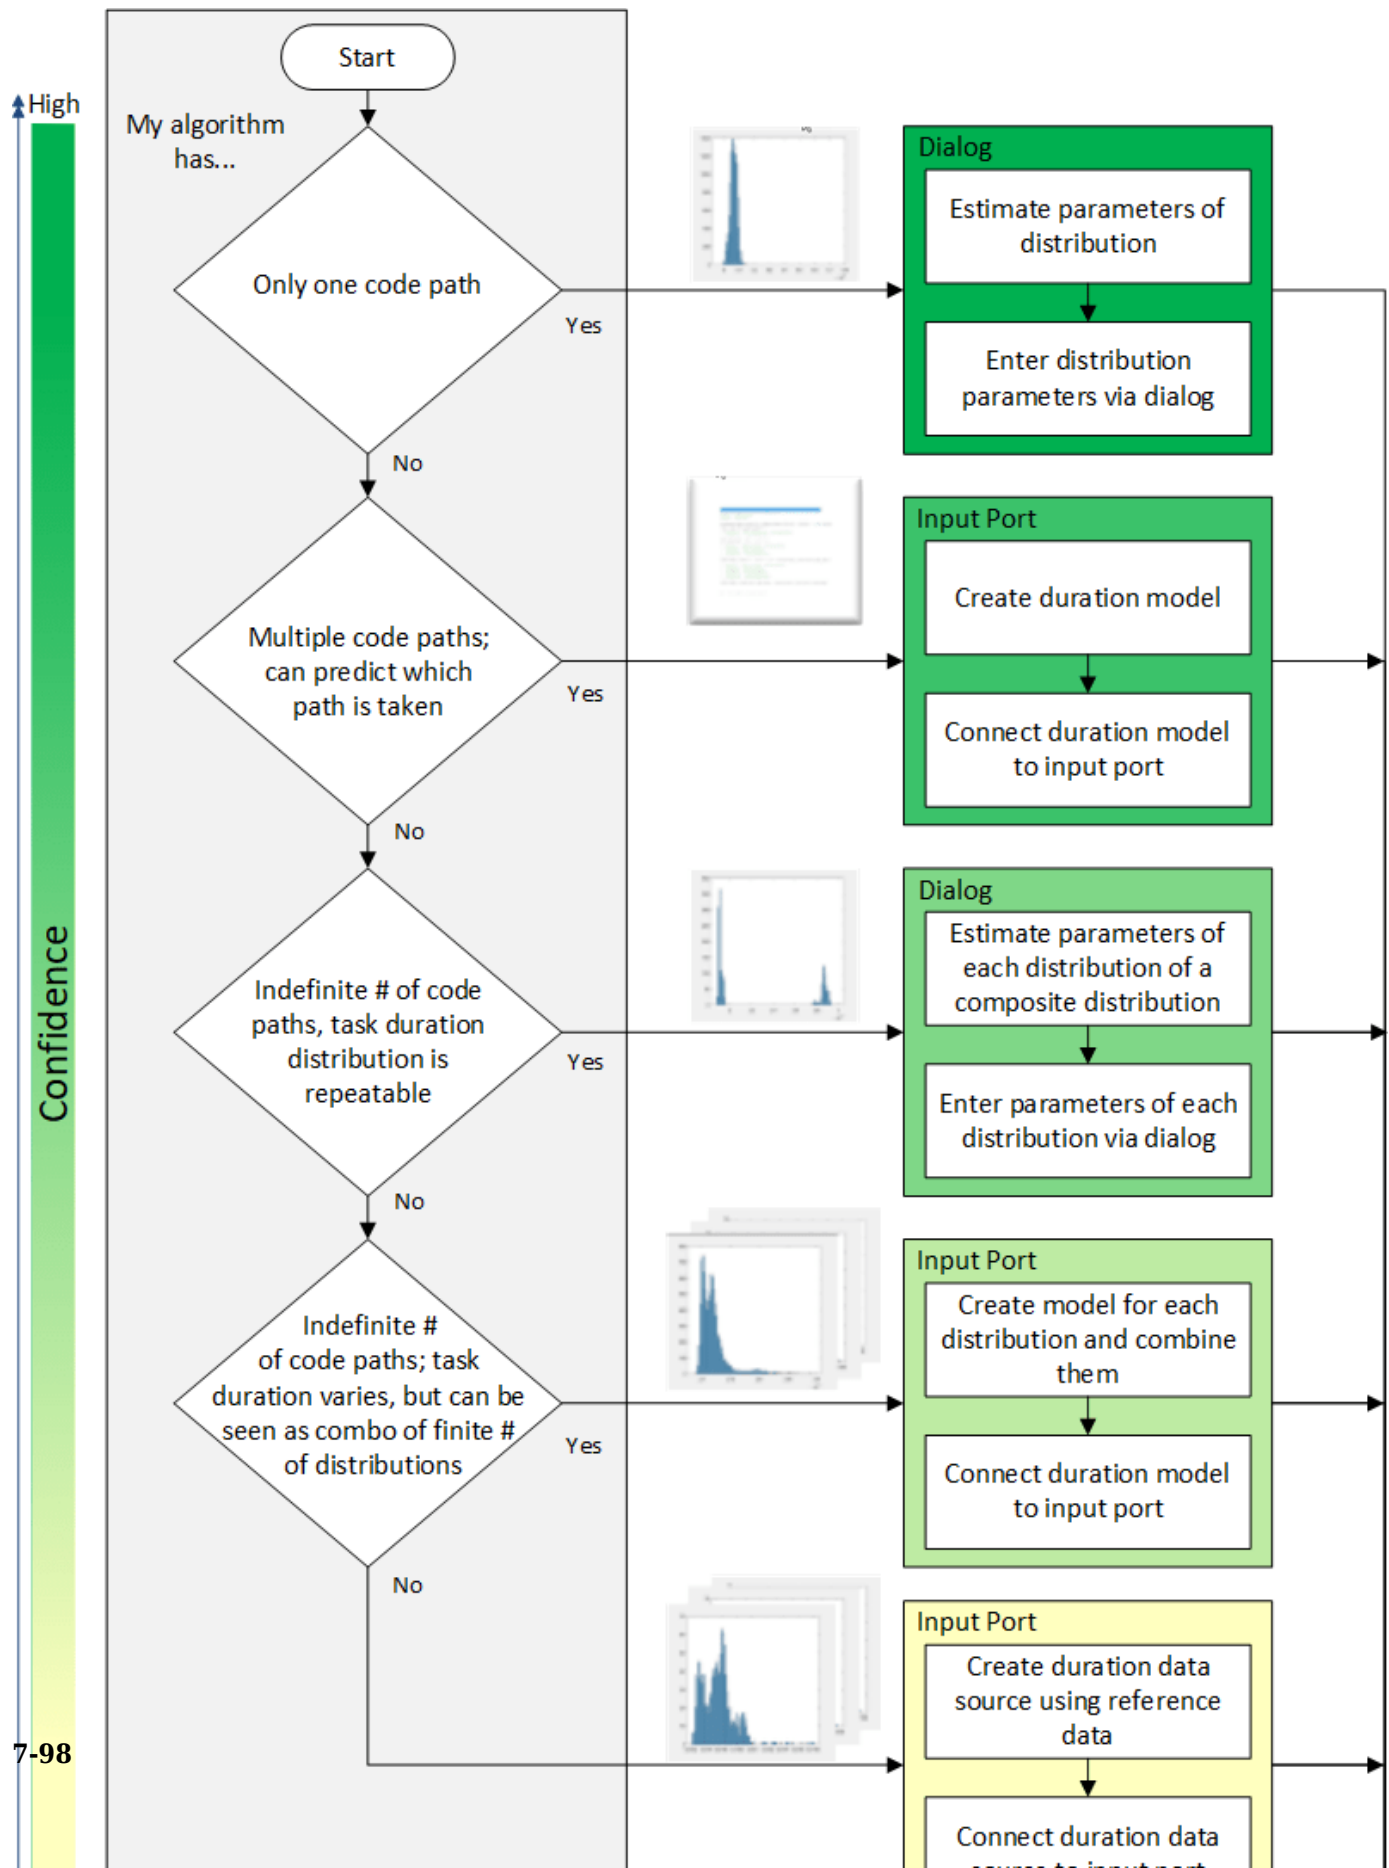 Start
High
My algorithm
has...
Only one code path
Yes
No
Dialog
Estimate parameters of
distribution
Enter distribution
parameters via dialog
Multiple code paths;
can predict which
path is taken
Yes
No
Input Port
Create duration model
Connect duration model
to input port
Confidence
Indefinite # of code
paths, task duration
distribution is
repeatable
Yes
No
Dialog
Estimate parameters of
each distribution of a
composite distribution
Enter parameters of each
distribution via dialog
Indefinite #
of code paths; task
duration varies, but can be
seen as combo of finite #
of distributions
Yes
No
Input Port
Create model for each
distribution and combine
them
Connect duration model
to input port
Input Port
Create duration data
source using reference
data
Connect duration data
source to input port
7-98